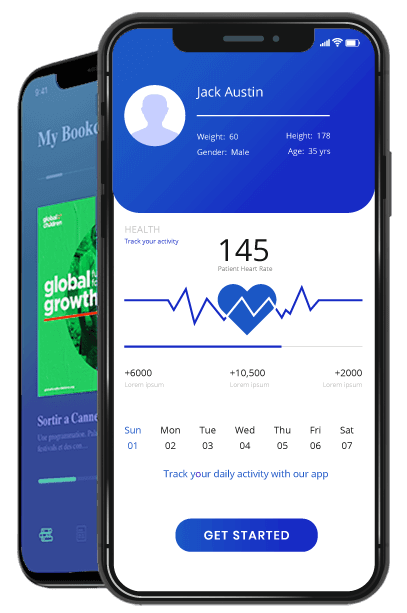 Jack Austin
Weight: 60
Height: 178
Gender: Male
Age: 35 yrs
HEALTH
Track your activity
145
Patient Heart Rate
+6000
+10,500
+2000
Lorem ipsum
Lorem ipsum
Lorem ipsum
Sun Mon Tue Wed Thu Fri Sat
01 02 03 04 05 06 07
Track your daily activity with our app
GET STARTED
9:41
My Bookc
global
children
global
growth
Sortir a Canne
Une programmation.
festivals et des con...